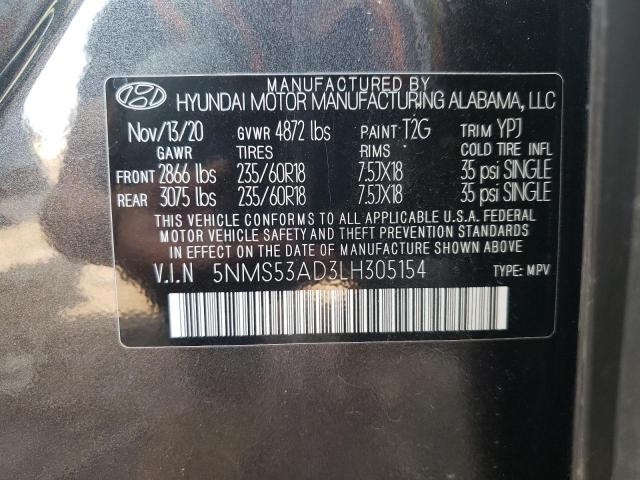 MANUFACTURED BY
HYUNDAI MOTOR MANUFACTURING ALABAMA, LLC
Nov/13/20 GVWR 4872 lbs PAINT T2G TRIM YPJ
GAWR TIRES RIMS COLD TIRE INFL
FRONT 2866 lbs 235/60R18 7.5JX18 35 psi SINGLE
REAR 3075 lbs 235/60R18 7.5JX18 35 psi SINGLE
THIS VEHICLE CONFORMS TO ALL APPLICABLE U.S.A. FEDERAL
MOTOR VEHICLE SAFETY AND THEFT PREVENTION STANDARDS
IN EFFECT ON THE DATE OF MANUFACTURE SHOWN ABOVE.
V.I.N 5NMS53AD3LH305154 TYPE: MPV